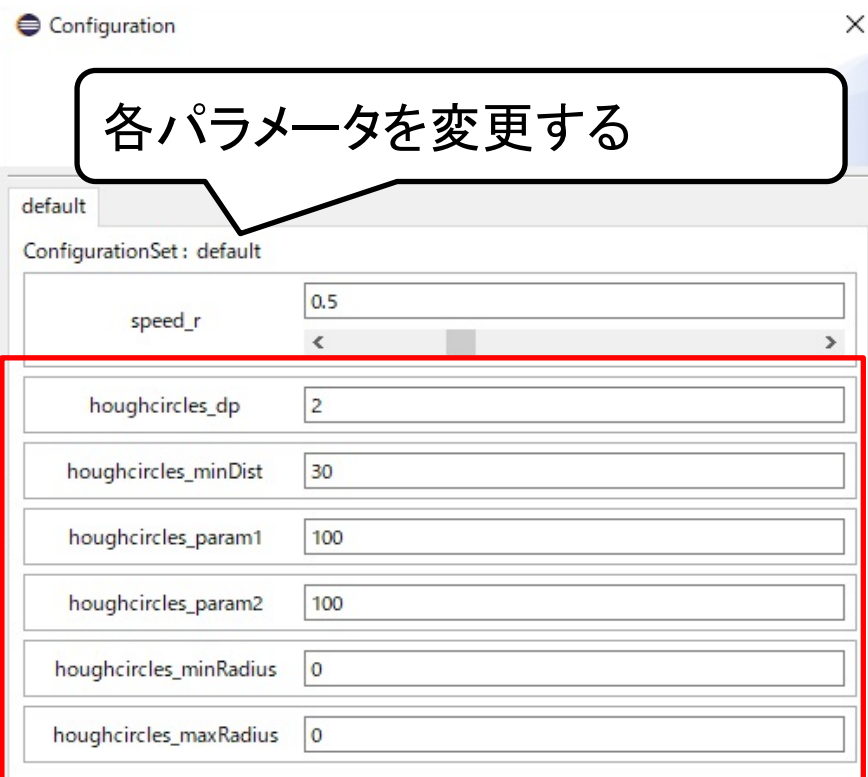 Configuration
各パラメータを変更する
default
ConfigurationSet: default
speed_r
0.5
houghcircles_dp
2
houghcircles_minDist
30
houghcircles_param1
100
houghcircles_param2
100
houghcircles_minRadius
0
houghcircles_maxRadius
0